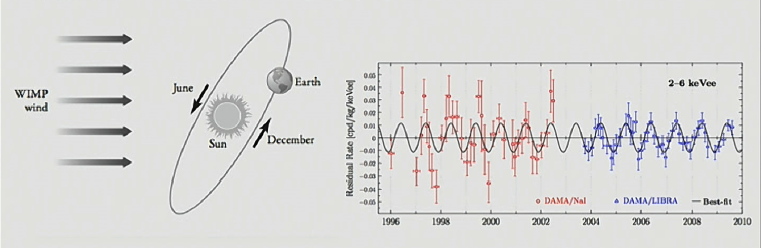 WIMP
wind
June
Earth
Sun
December
Residual Rate (cpd/kg/keVee)
2–6 keVee
0.05
0.04
0.03
0.02
0.01
0
−0.01
−0.02
−0.03
−0.04
−0.05
DAMA/NaI
DAMA/LIBRA
Best-fit
1996
1998
2000
2002
2004
2006
2008
2010